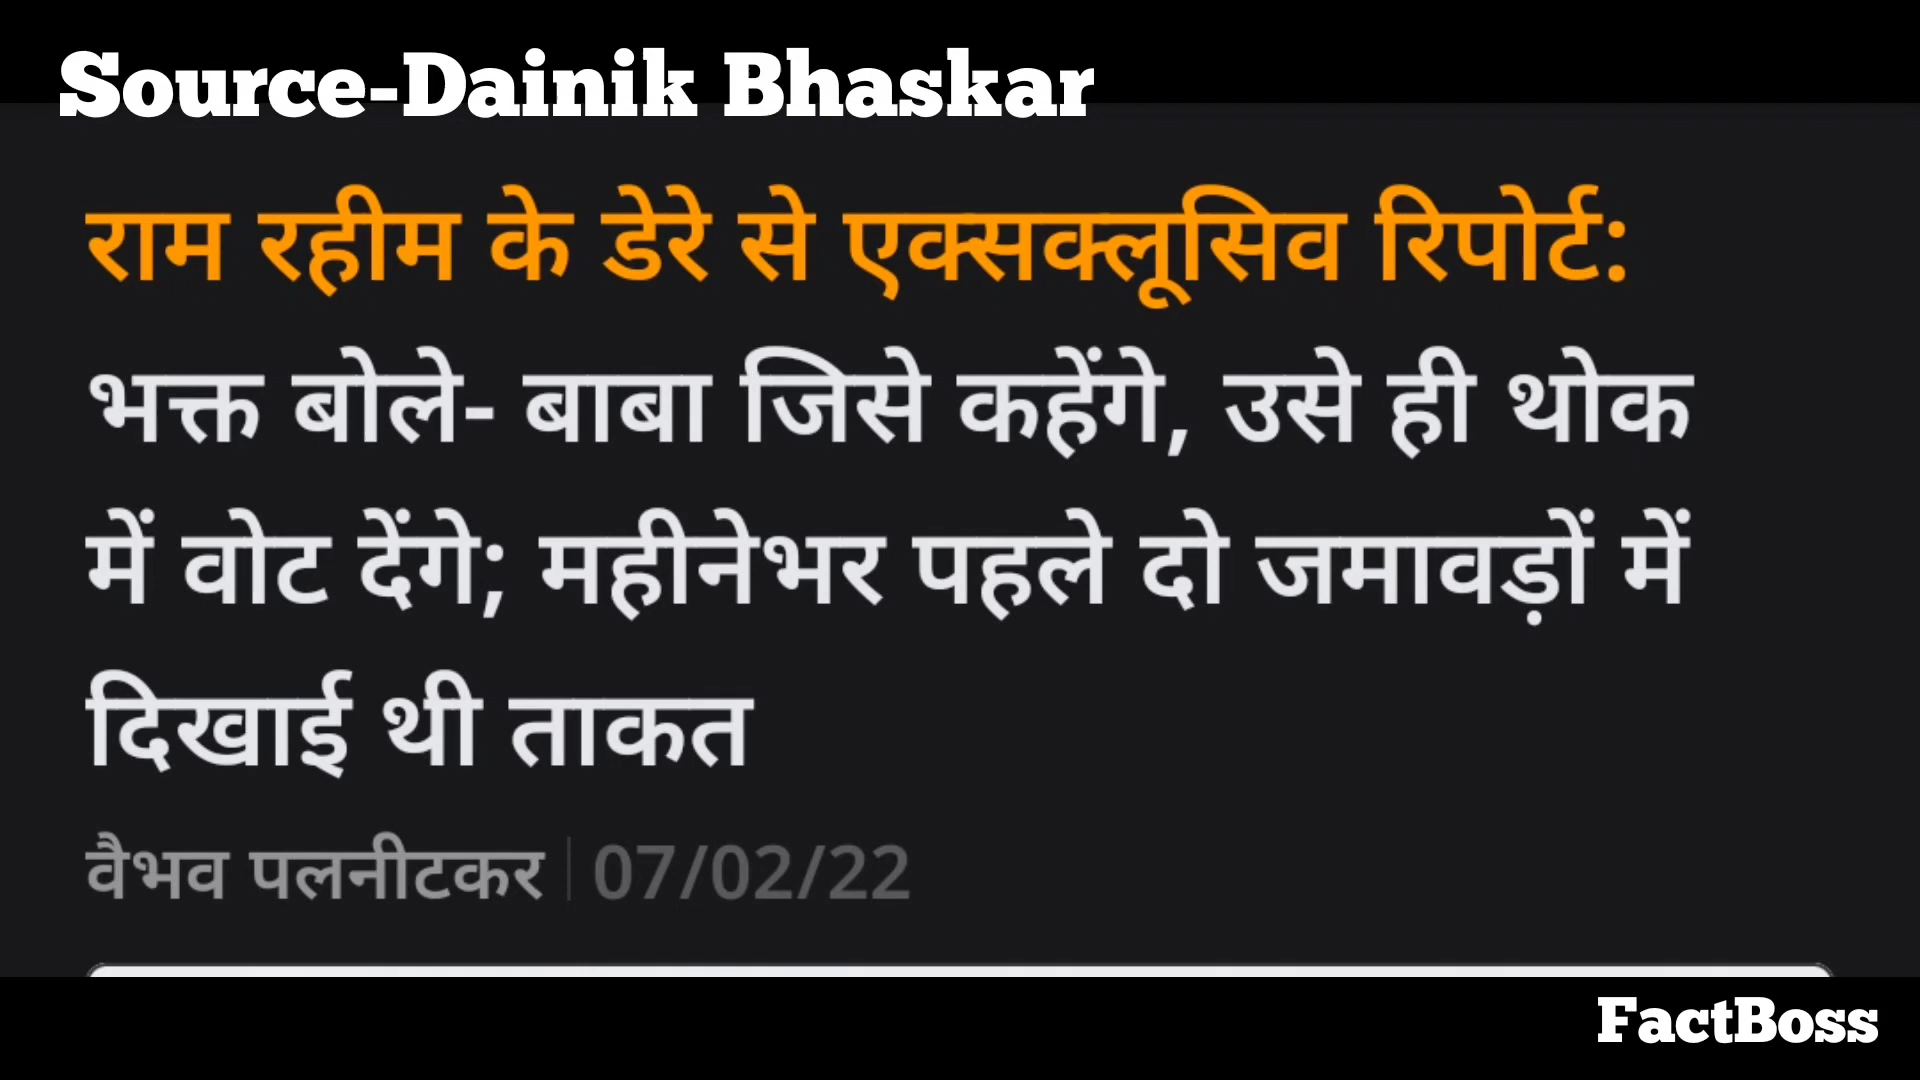 Source-Dainik Bhaskar
राम रहीम के डेरे से एक्सक्लूसिव रिपोर्ट:
भक्त बोले- बाबा जिसे कहेंगे, उसे ही थोक
में वोट देंगे; महीनेभर पहले दो जमावड़ों में
दिखाई थी ताकत
वैभव पलनीटकर | 07/02/22
FactBoss